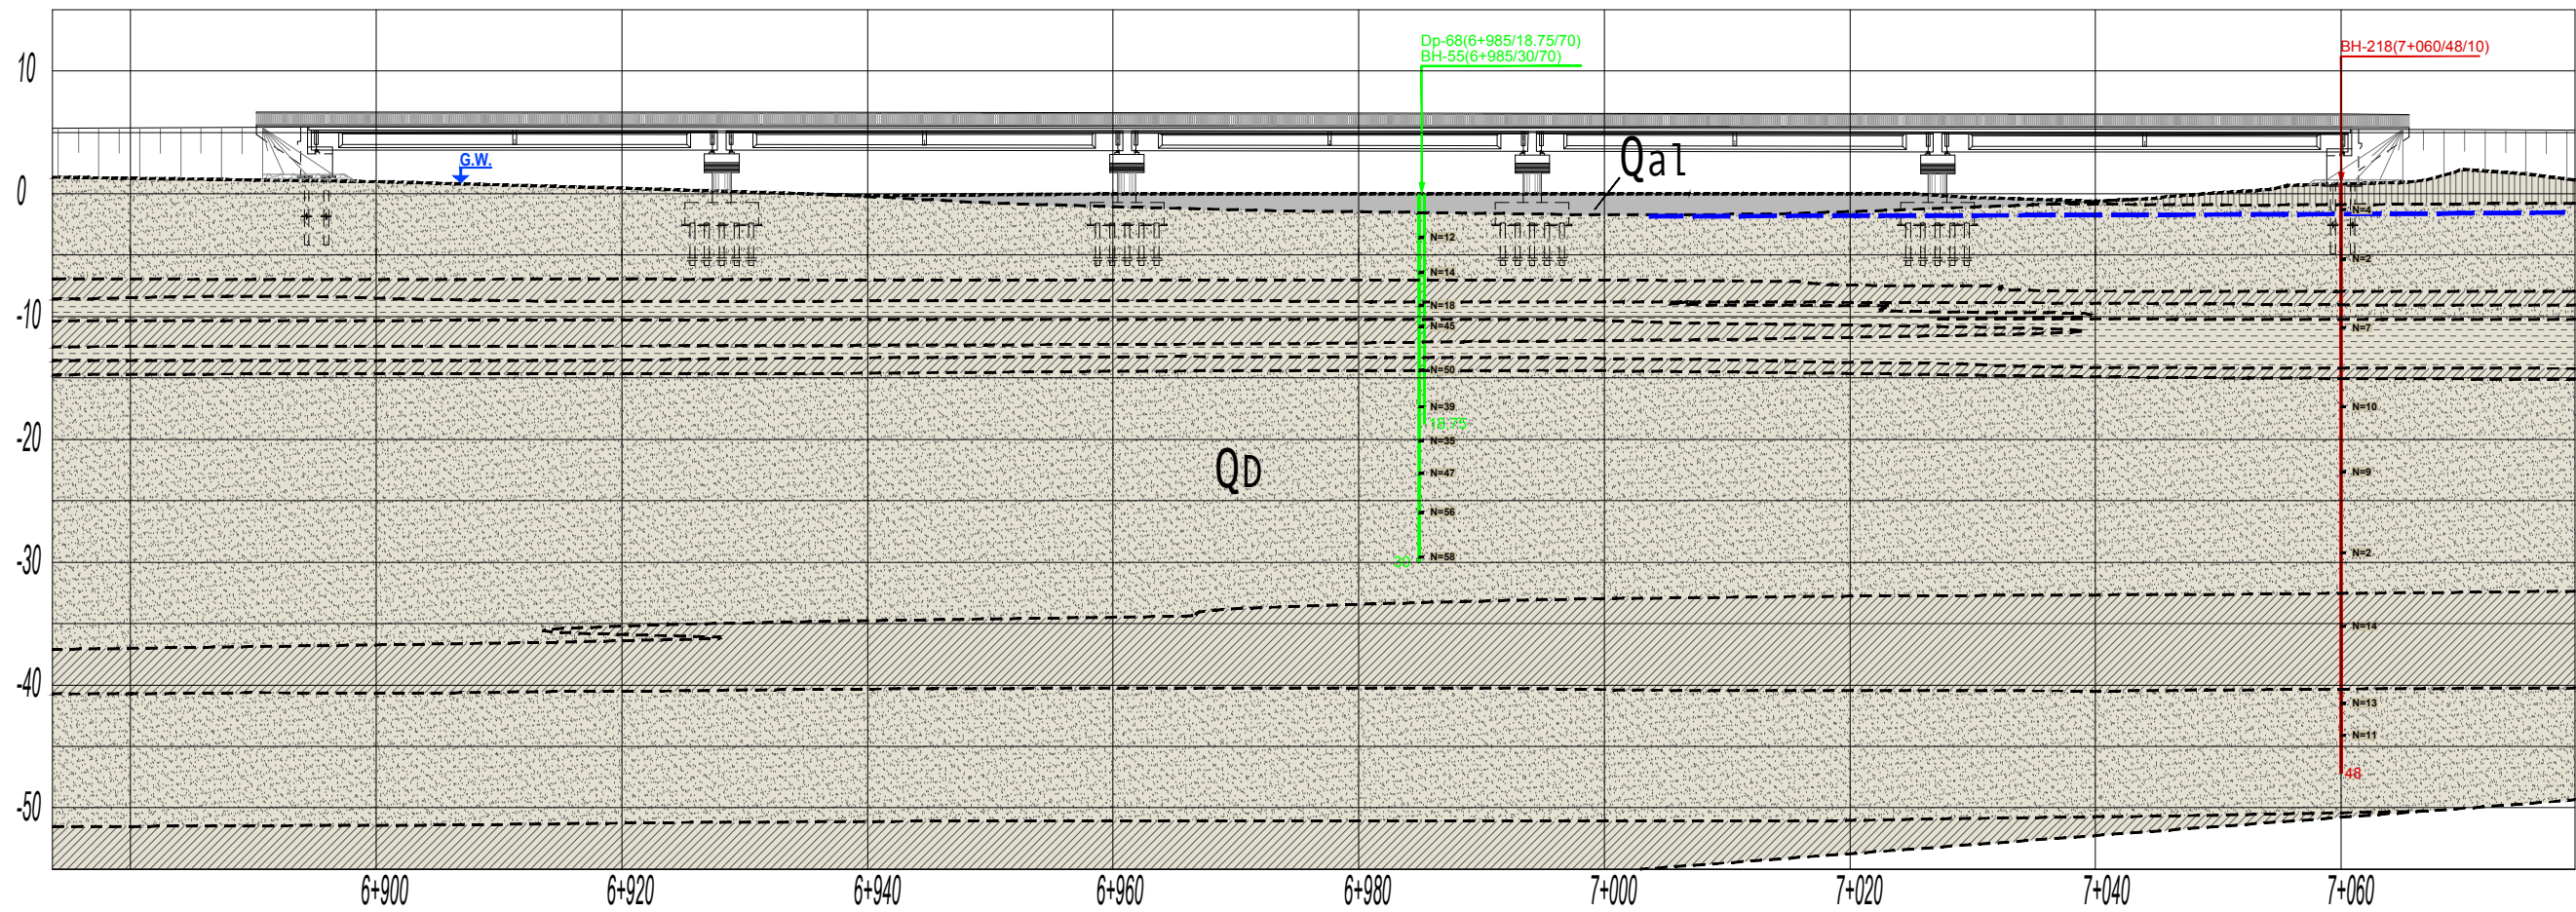 Dp-68(6+985/18.75/70)
BH-55(6+985/30/70)
BH-218(7+060/48/10)
10
G.W.
Qal
0
N=4
N=12
N=2
N=14
N=18
-10
N=45
N=7
N=50
N=39
N=10
18.75
-20
N=35
QD
N=47
N=9
N=56
N=58
N=2
-30
30
N=14
-40
N=13
N=11
48
-50
6+900
6+920
6+940
6+960
6+980
7+000
7+020
7+040
7+060